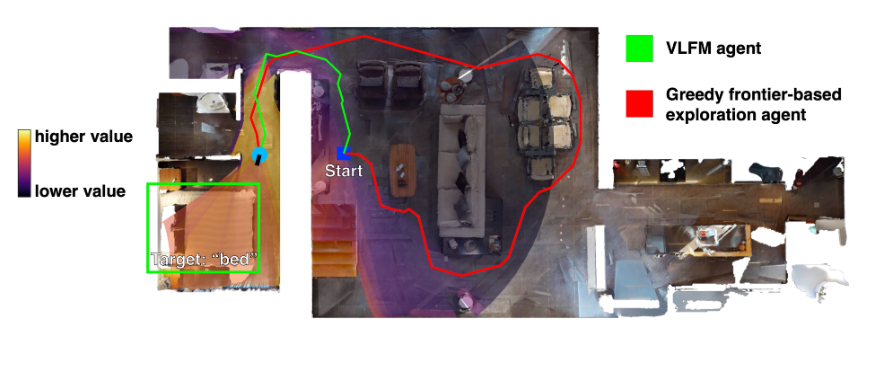 VLFM agent
Greedy frontier-based
exploration agent
higher value
lower value
Start
Target: “bed”